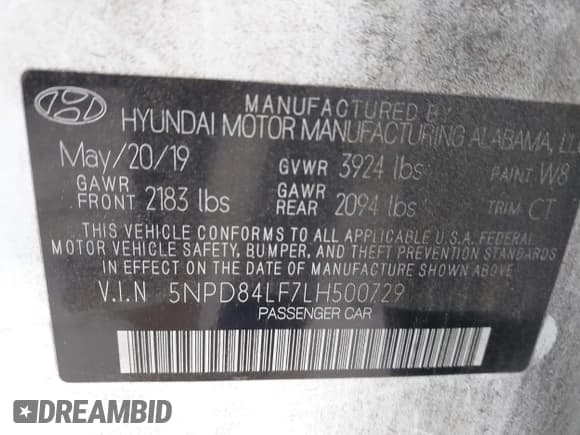 MANUFACTURED BY
HYUNDAI MOTOR MANUFACTURING ALABAMA, LLC
May/20/19 GVWR 3924 lbs PAINT W8
GAWR FRONT 2183 lbs GAWR REAR 2094 lbs TRIM CT
THIS VEHICLE CONFORMS TO ALL APPLICABLE U.S.A. FEDERAL
MOTOR VEHICLE SAFETY, BUMPER, AND THEFT PREVENTION STANDARDS
IN EFFECT ON THE DATE OF MANUFACTURE SHOWN ABOVE.
V.I.N 5NPD84LF7LH500729
PASSENGER CAR
DREAMBID